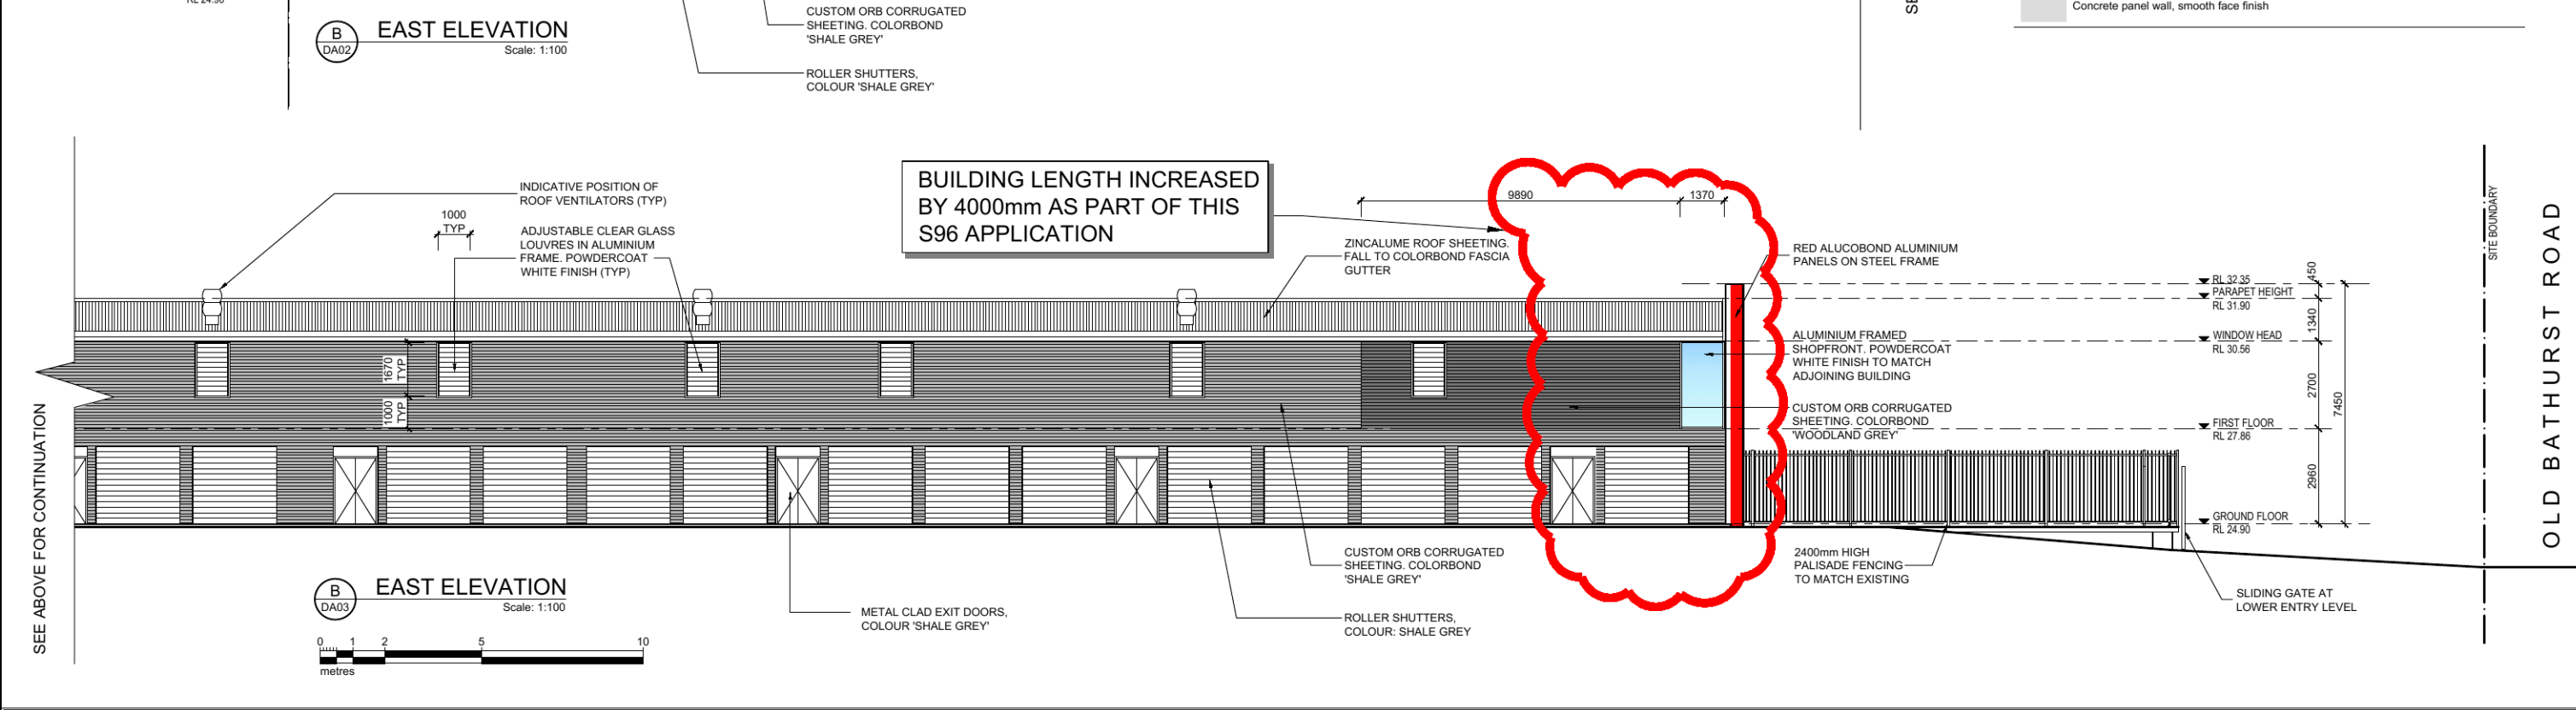 RL 24.90
B
DA02
EAST ELEVATION
Scale: 1:100
CUSTOM ORB CORRUGATED
SHEETING. COLORBOND
'SHALE GREY'
ROLLER SHUTTERS,
COLOUR 'SHALE GREY'
Concrete panel wall, smooth face finish
SEE ABOVE FOR CONTINUATION
INDICATIVE POSITION OF
ROOF VENTILATORS (TYP)
1000
TYP
ADJUSTABLE CLEAR GLASS
LOUVRES IN ALUMINIUM
FRAME. POWDERCOAT
WHITE FINISH (TYP)
1670
TYP
1000
TYP
BUILDING LENGTH INCREASED
BY 4000mm AS PART OF THIS
S96 APPLICATION
9890
1370
ZINCALUME ROOF SHEETING.
FALL TO COLORBOND FASCIA
GUTTER
RED ALUCOBOND ALUMINIUM
PANELS ON STEEL FRAME
ALUMINIUM FRAMED
SHOPFRONT. POWDERCOAT
WHITE FINISH TO MATCH
ADJOINING BUILDING
CUSTOM ORB CORRUGATED
SHEETING. COLORBOND
'WOODLAND GREY'
RL 32.35
PARAPET HEIGHT
RL 31.90
WINDOW HEAD
RL 30.56
FIRST FLOOR
RL 27.86
GROUND FLOOR
RL 24.90
450
1340
2700
2960
7450
SITE BOUNDARY
OLD BATHURST ROAD
2400mm HIGH
PALISADE FENCING
TO MATCH EXISTING
SLIDING GATE AT
LOWER ENTRY LEVEL
CUSTOM ORB CORRUGATED
SHEETING. COLORBOND
'SHALE GREY'
ROLLER SHUTTERS,
COLOUR: SHALE GREY
METAL CLAD EXIT DOORS,
COLOUR 'SHALE GREY'
B
DA03
EAST ELEVATION
Scale: 1:100
0 1 2 5 10
metres